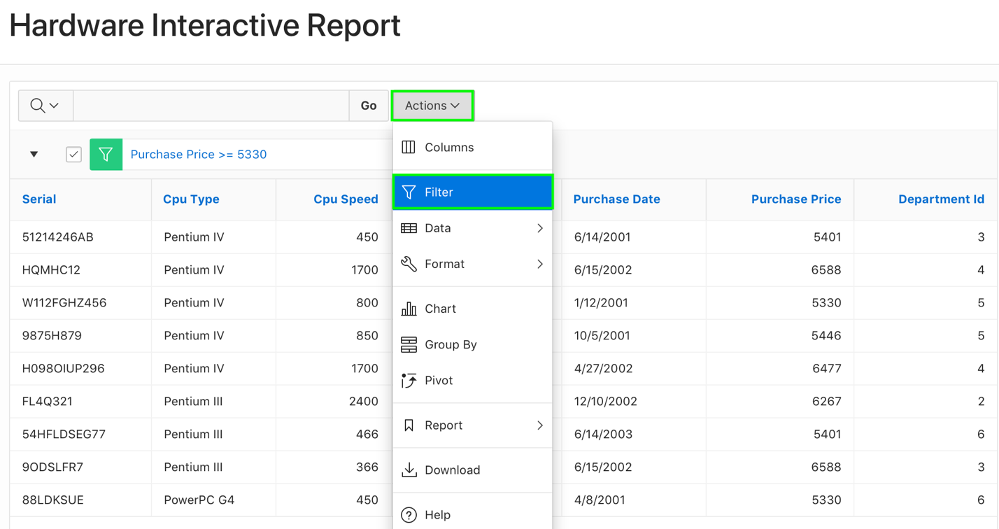 Hardware Interactive Report
Go Actions
Columns
Purchase Price >= 5330
Filter
Data
Format
Chart
Group By
Pivot
Report
Download
Help
Serial Cpu Type Cpu Speed Purchase Date Purchase Price Department Id
51214246AB Pentium IV 450 6/14/2001 5401 3
HQMHC12 Pentium IV 1700 6/15/2002 6588 4
W112FGHZ456 Pentium IV 800 1/12/2001 5330 5
9875H879 Pentium IV 850 10/5/2001 5446 5
H098OIUP296 Pentium IV 1700 4/27/2002 6477 4
FL4Q321 Pentium III 2400 12/10/2002 6267 2
54HFLDSEG77 Pentium III 466 6/14/2003 5401 6
9ODSLFR7 Pentium III 366 6/15/2002 6588 3
88LDKSUE PowerPC G4 450 4/8/2001 5330 6